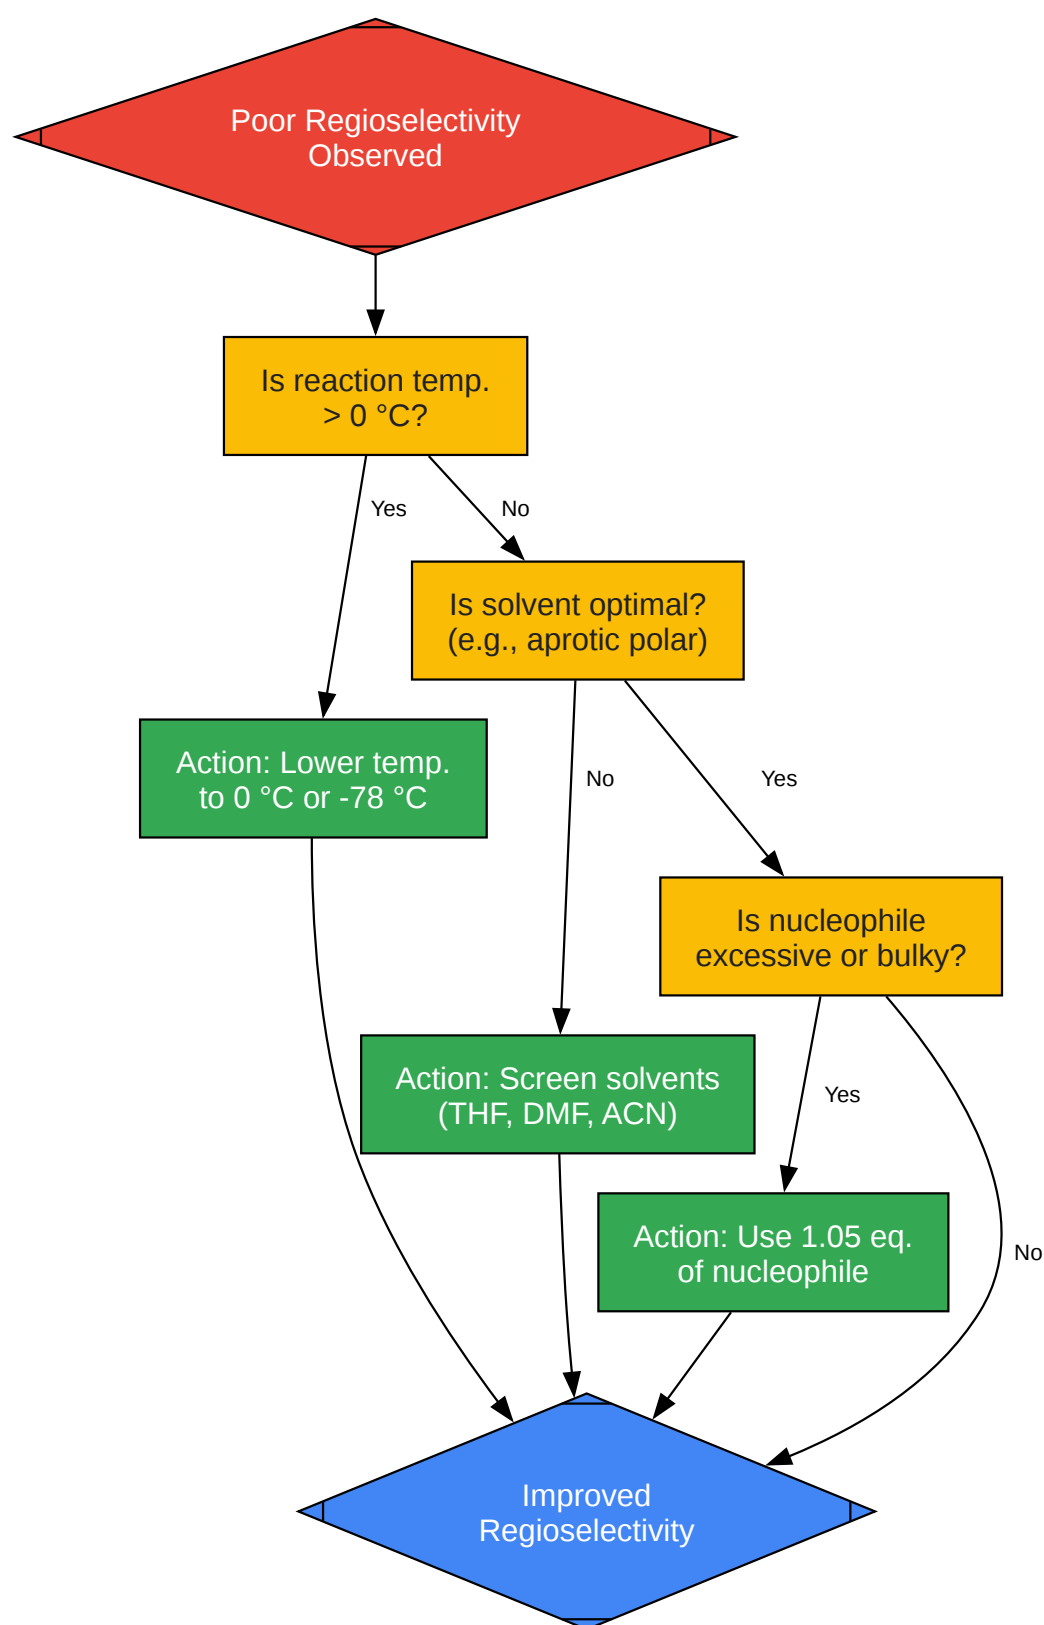 Poor Regioselectivity
Observed
Is reaction temp.
> 0 °C?
Yes
No
Is solvent optimal?
(e.g., aprotic polar)
Action: Lower temp.
to 0 °C or -78 °C
No
Yes
Is nucleophile
excessive or bulky?
Action: Screen solvents
(THF, DMF, ACN)
Yes
Action: Use 1.05 eq.
of nucleophile
No
Improved
Regioselectivity